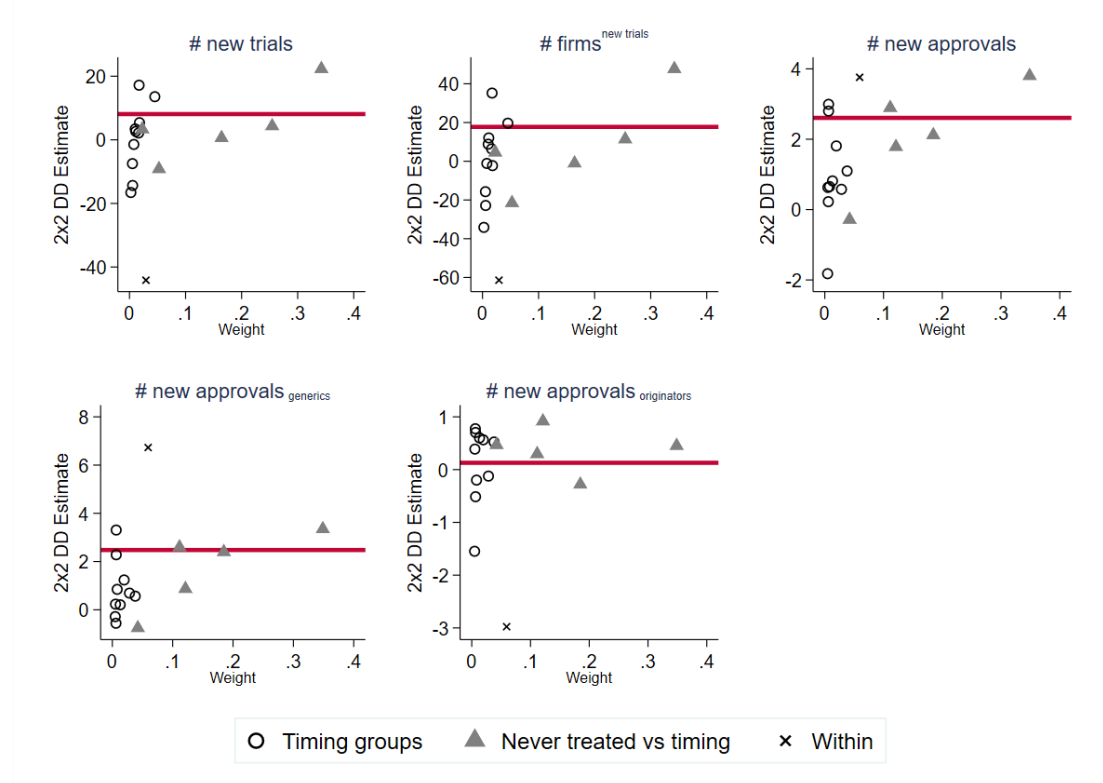 # new trials
2x2 DD Estimate
20
0
-20
-40
0 .1 .2 .3 .4
Weight
# firms new trials
2x2 DD Estimate
40
20
0
-20
-40
-60
0 .1 .2 .3 .4
Weight
# new approvals
2x2 DD Estimate
4
2
0
-2
0 .1 .2 .3 .4
Weight
# new approvals generics
2x2 DD Estimate
8
6
4
2
0
0 .1 .2 .3 .4
Weight
# new approvals originators
2x2 DD Estimate
1
0
-1
-2
-3
0 .1 .2 .3 .4
Weight
Timing groups Never treated vs timing Within